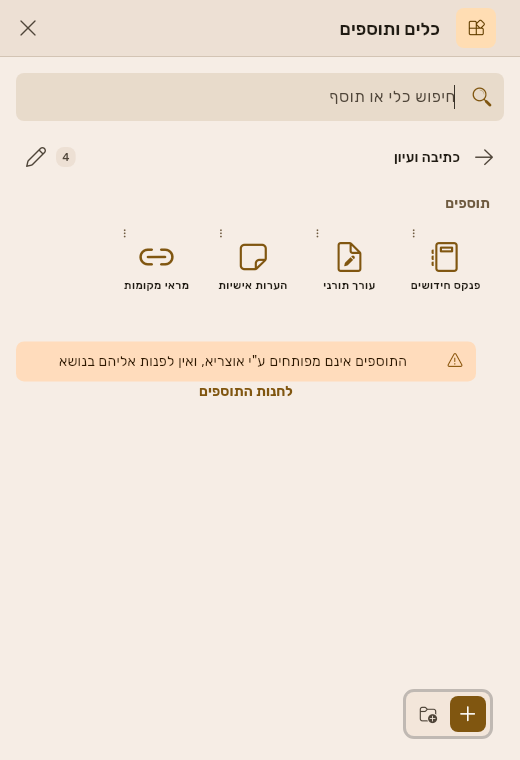 כלים ותוספים
חיפוש כלי או תוסף
כתיבה ועיון
4
תוספים
פנקס חידושים
עורך תורני
הערות אישיות
מראי מקומות
התוספים אינם מפותחים ע"י אוצריא, ואין לפנות אליהם בנושא
לחנות התוספים